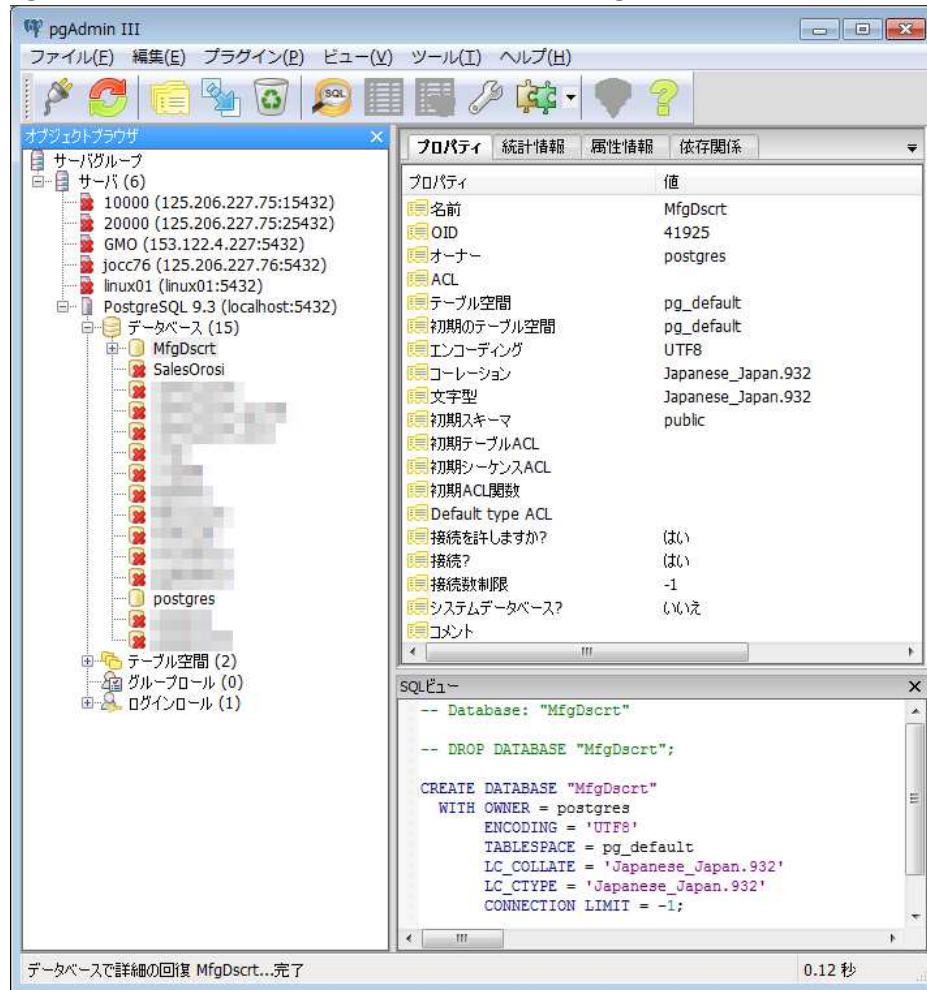 pgAdmin III
ファイル(F) 編集(E) プラグイン(P) ビュー(V) ツール(T) ヘルプ(H)
SQL
オブジェクトブラウザ
サーバグループ
サーバ (6)
10000 (125.206.227.75:15432)
20000 (125.206.227.75:25432)
GMO (153.122.4.227:5432)
jocc76 (125.206.227.76:5432)
linux01 (linux01:5432)
PostgreSQL 9.3 (localhost:5432)
データベース (15)
MfgDscrt
SalesOrosi
postgres
テーブル空間 (2)
グループロール (0)
ログインロール (1)
プロパティ 統計情報 属性情報 依存関係
プロパティ 値
名前 MfgDscrt
OID 41925
オーナー postgres
ACL
テーブル空間 pg_default
初期のテーブル空間 pg_default
エンコーディング UTF8
コーレーション Japanese_Japan.932
文字型 Japanese_Japan.932
初期スキーマ public
初期テーブルACL
初期シーケンスACL
初期ACL関数
Default type ACL
接続を許しますか? はい
接続? はい
接続数制限 -1
システムデータベース? いいえ
コメント
SQLビュー
-- Database: "MfgDscrt"
-- DROP DATABASE "MfgDscrt";
CREATE DATABASE "MfgDscrt"
WITH OWNER = postgres
ENCODING = 'UTF8'
TABLESPACE = pg_default
LC_COLLATE = 'Japanese_Japan.932'
LC_CTYPE = 'Japanese_Japan.932'
CONNECTION LIMIT = -1;
データベースで詳細の回復 MfgDscrt...完了 0.12 秒